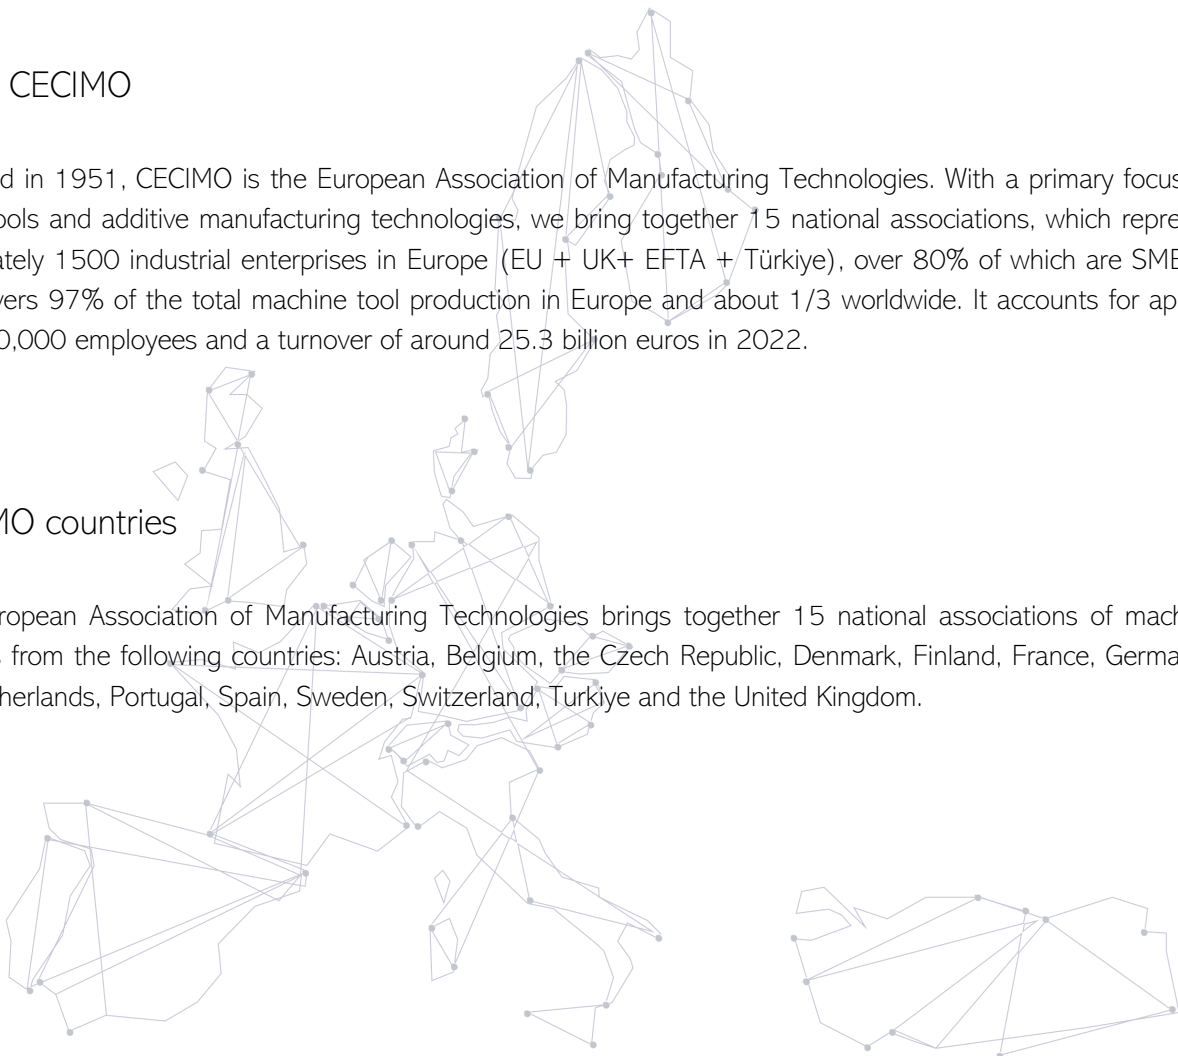 CECIMO
d in 1951, CECIMO is the European Association of Manufacturing Technologies. With a primary focus
ools and additive manufacturing technologies, we bring together 15 national associations, which repre
ately 1500 industrial enterprises in Europe (EU + UK+ EFTA + Türkiye), over 80% of which are SME
vers 97% of the total machine tool production in Europe and about 1/3 worldwide. It accounts for ap
0,000 employees and a turnover of around 25.3 billion euros in 2022.
MO countries
ropean Association of Manufacturing Technologies brings together 15 national associations of mach
s from the following countries: Austria, Belgium, the Czech Republic, Denmark, Finland, France, Germa
herlands, Portugal, Spain, Sweden, Switzerland, Turkiye and the United Kingdom.